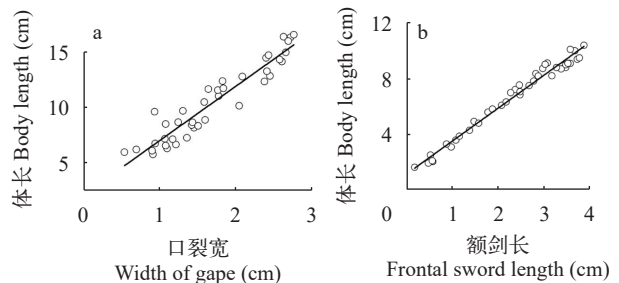 a
体长 Body length (cm)
15
10
5
0 1 2 3
口裂宽
Width of gape (cm)
b
体长 Body length (cm)
12
8
4
0 1 2 3 4
额剑长
Frontal sword length (cm)